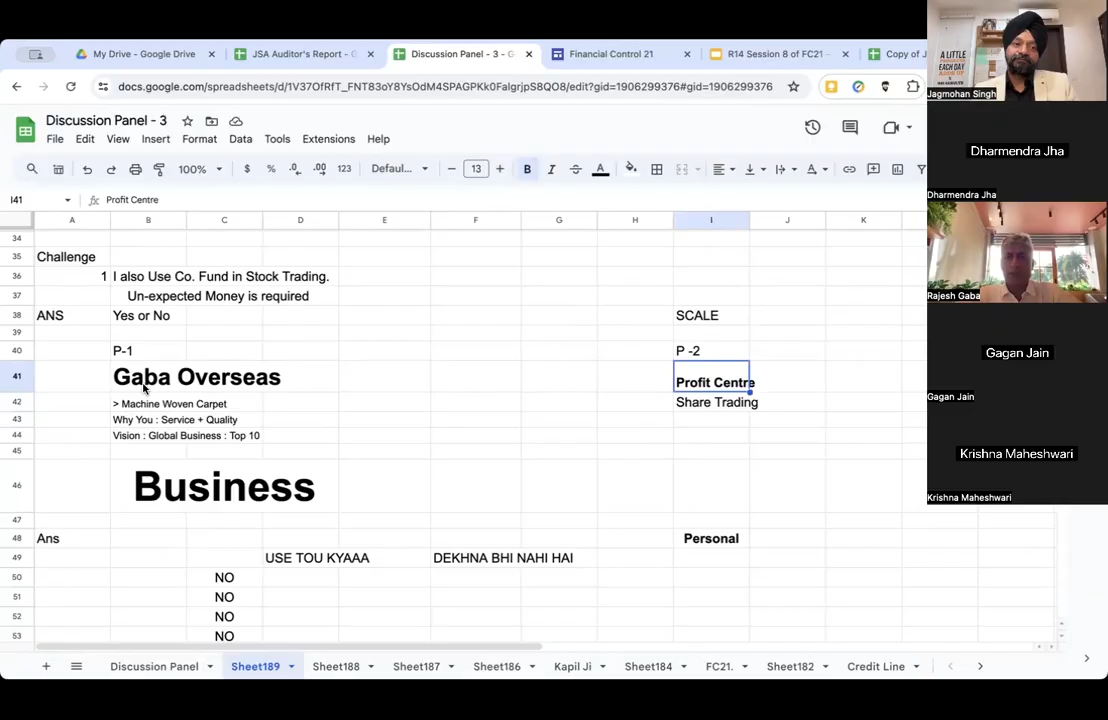 My Drive - Google Drive
JSA Auditor's Report - G
Discussion Panel - 3 - G
Financial Control 21
R14 Session 8 of FC21 -
Copy of J
docs.google.com/spreadsheets/d/1V37OfRfT_FNT83oY8YsOdM4SPAGPKk0FalgrjpS8QO8/edit?gid=1906299376#gid=1906299376
Discussion Panel - 3
File Edit View Insert Format Data Tools Extensions Help
100% $ % .0 .00 123 Defaul... 13 B I A
I41 fx Profit Centre
A B C D E F G H I J K
34
35 Challenge
36 1 I also Use Co. Fund in Stock Trading.
37 Un-expected Money is required
38 ANS Yes or No SCALE
39
40 P-1 P -2
41 Gaba Overseas Profit Centre
42 > Machine Woven Carpet Share Trading
43 Why You : Service + Quality
44 Vision : Global Business : Top 10
45
46 Business
47
48 Ans Personal
49 USE TOU KYAAA DEKHNA BHI NAHI HAI
50 NO
51 NO
52 NO
53 NO
Discussion Panel Sheet189 Sheet188 Sheet187 Sheet186 Kapil Ji Sheet184 FC21. Sheet182 Credit Line
A LITTLE
EACH DAY
Jagmohan Singh
Dharmendra Jha
Dharmendra Jha
Rajesh Gaba
Gagan Jain
Gagan Jain
Krishna Maheshwari
Krishna Maheshwari